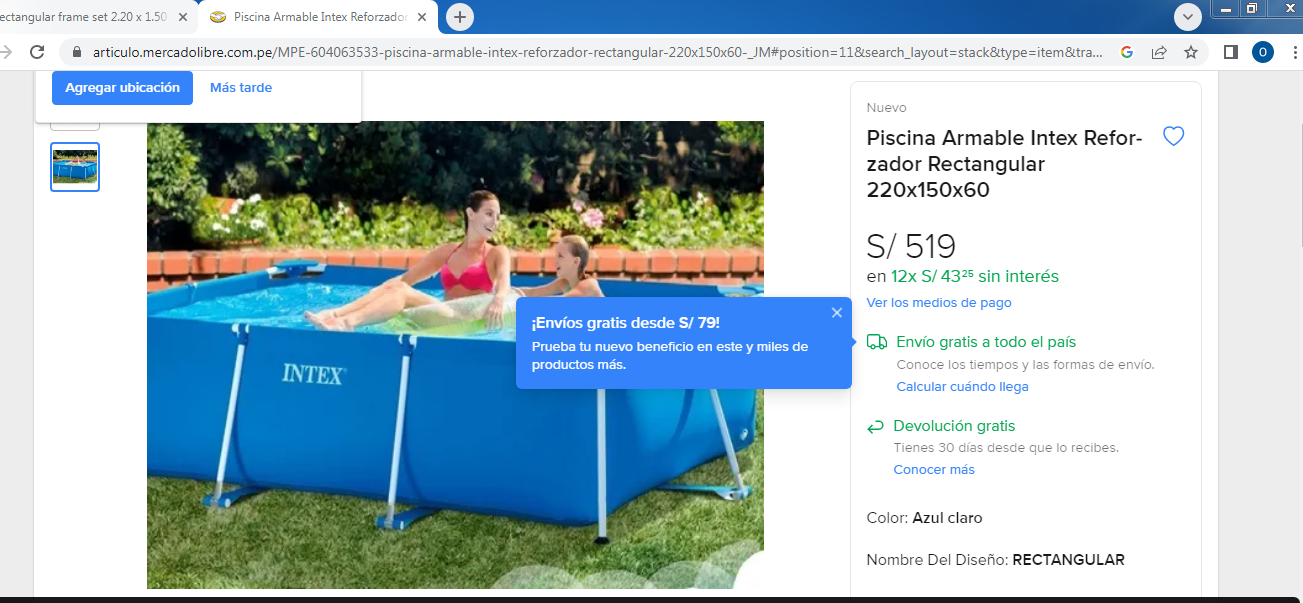 ectangular frame set 2.20 x 1.50
Piscina Armable Intex Reforzador
articulo.mercadolibre.com.pe/MPE-604063533-piscina-armable-intex-reforzador-rectangular-220x150x60-_JM#position=11&search_layout=stack&type=item&tra...
O
Agregar ubicación Más tarde
INTEX
¡Envíos gratis desde S/ 79!
Prueba tu nuevo beneficio en este y miles de
productos más.
Nuevo
Piscina Armable Intex Refor-
zador Rectangular
220x150x60
S/ 519
en 12x S/ 43²⁵ sin interés
Ver los medios de pago
Envío gratis a todo el país
Conoce los tiempos y las formas de envío.
Calcular cuándo llega
Devolución gratis
Tienes 30 días desde que lo recibes.
Conocer más
Color: Azul claro
Nombre Del Diseño: RECTANGULAR